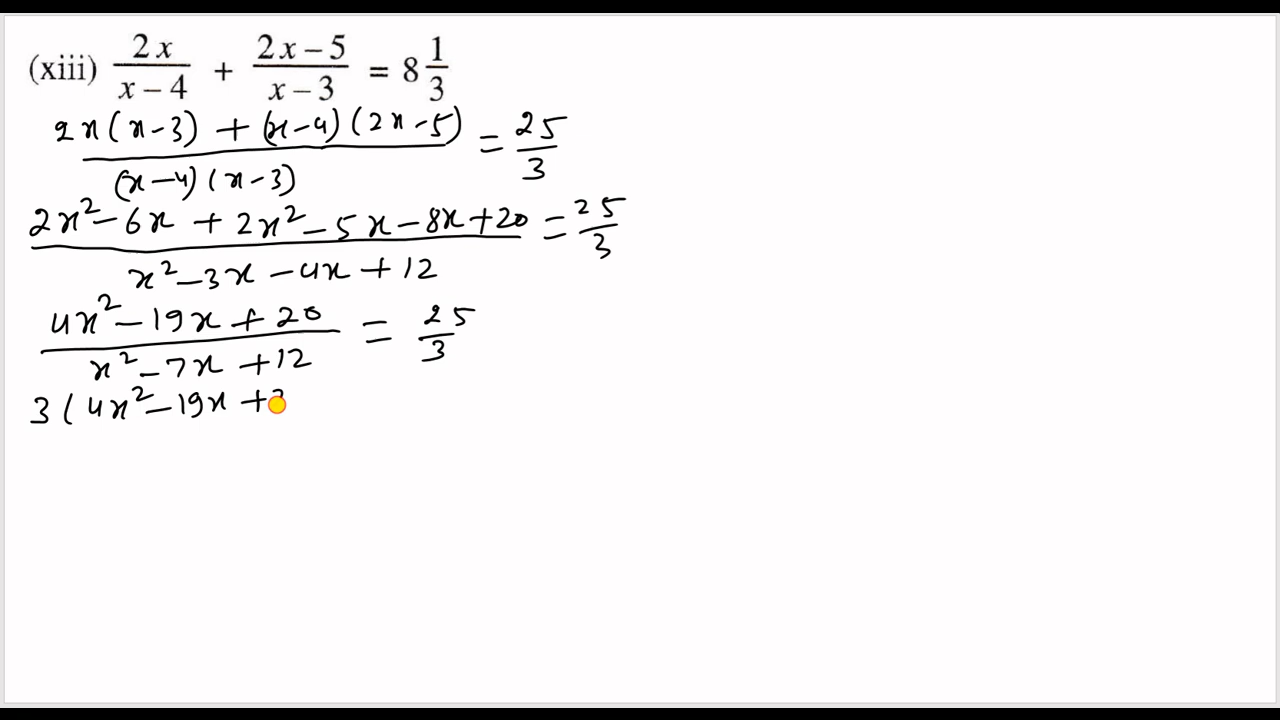 (xiii) 2x/(x – 4) + (2x – 5)/(x – 3) = 8 1/3
(2x(x-3) + (x-4)(2x-5))/((x-4)(x-3)) = 25/3
(2x² - 6x + 2x² - 5x - 8x + 20)/(x² - 3x - 4x + 12) = 25/3
(4x² - 19x + 20)/(x² - 7x + 12) = 25/3
3(4x² - 19x +